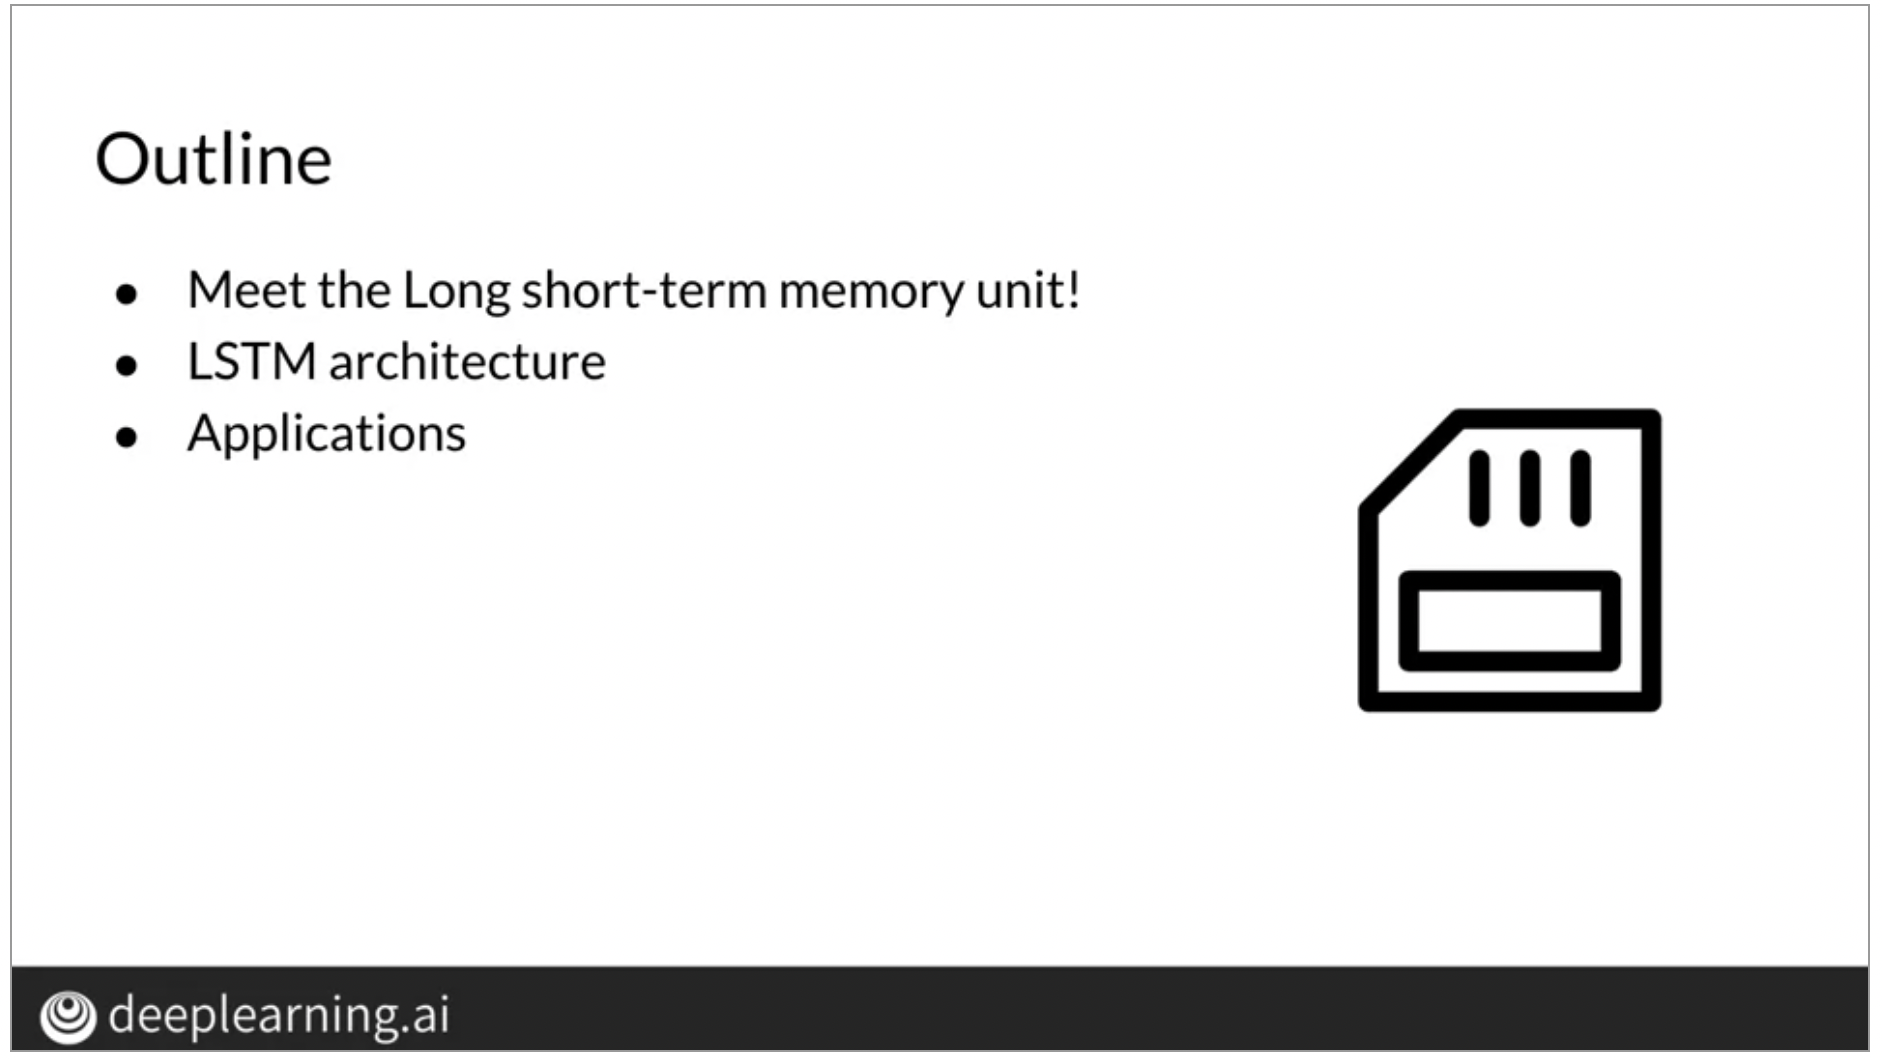 Outline
● Meet the Long short-term memory unit!
● LSTM architecture
● Applications
deeplearning.ai